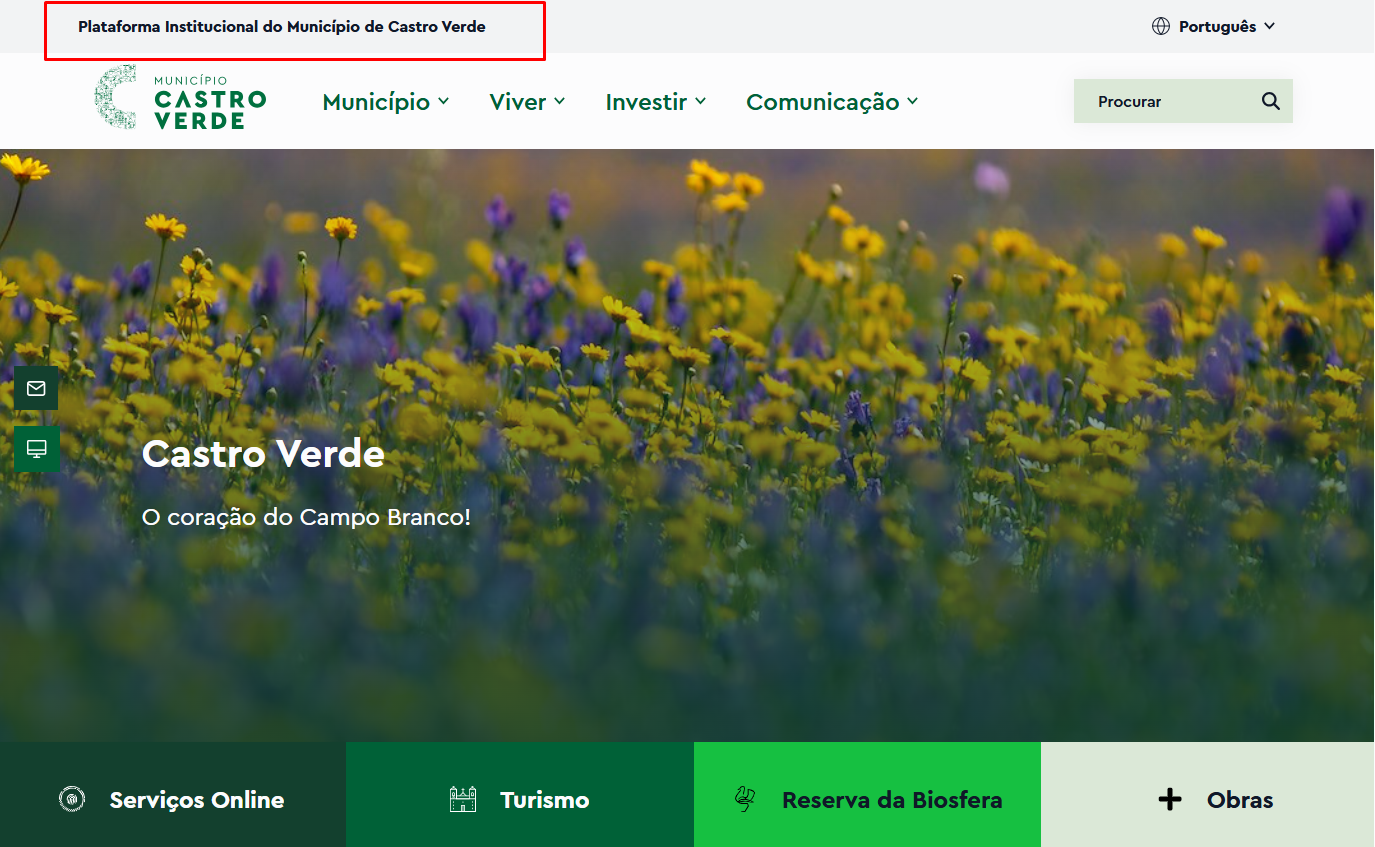 Plataforma Institucional do Município de Castro Verde
Português
MUNICÍPIO
CASTRO
VERDE
Município
Viver
Investir
Comunicação
Procurar
Castro Verde
O coração do Campo Branco!
Serviços Online
Turismo
Reserva da Biosfera
Obras